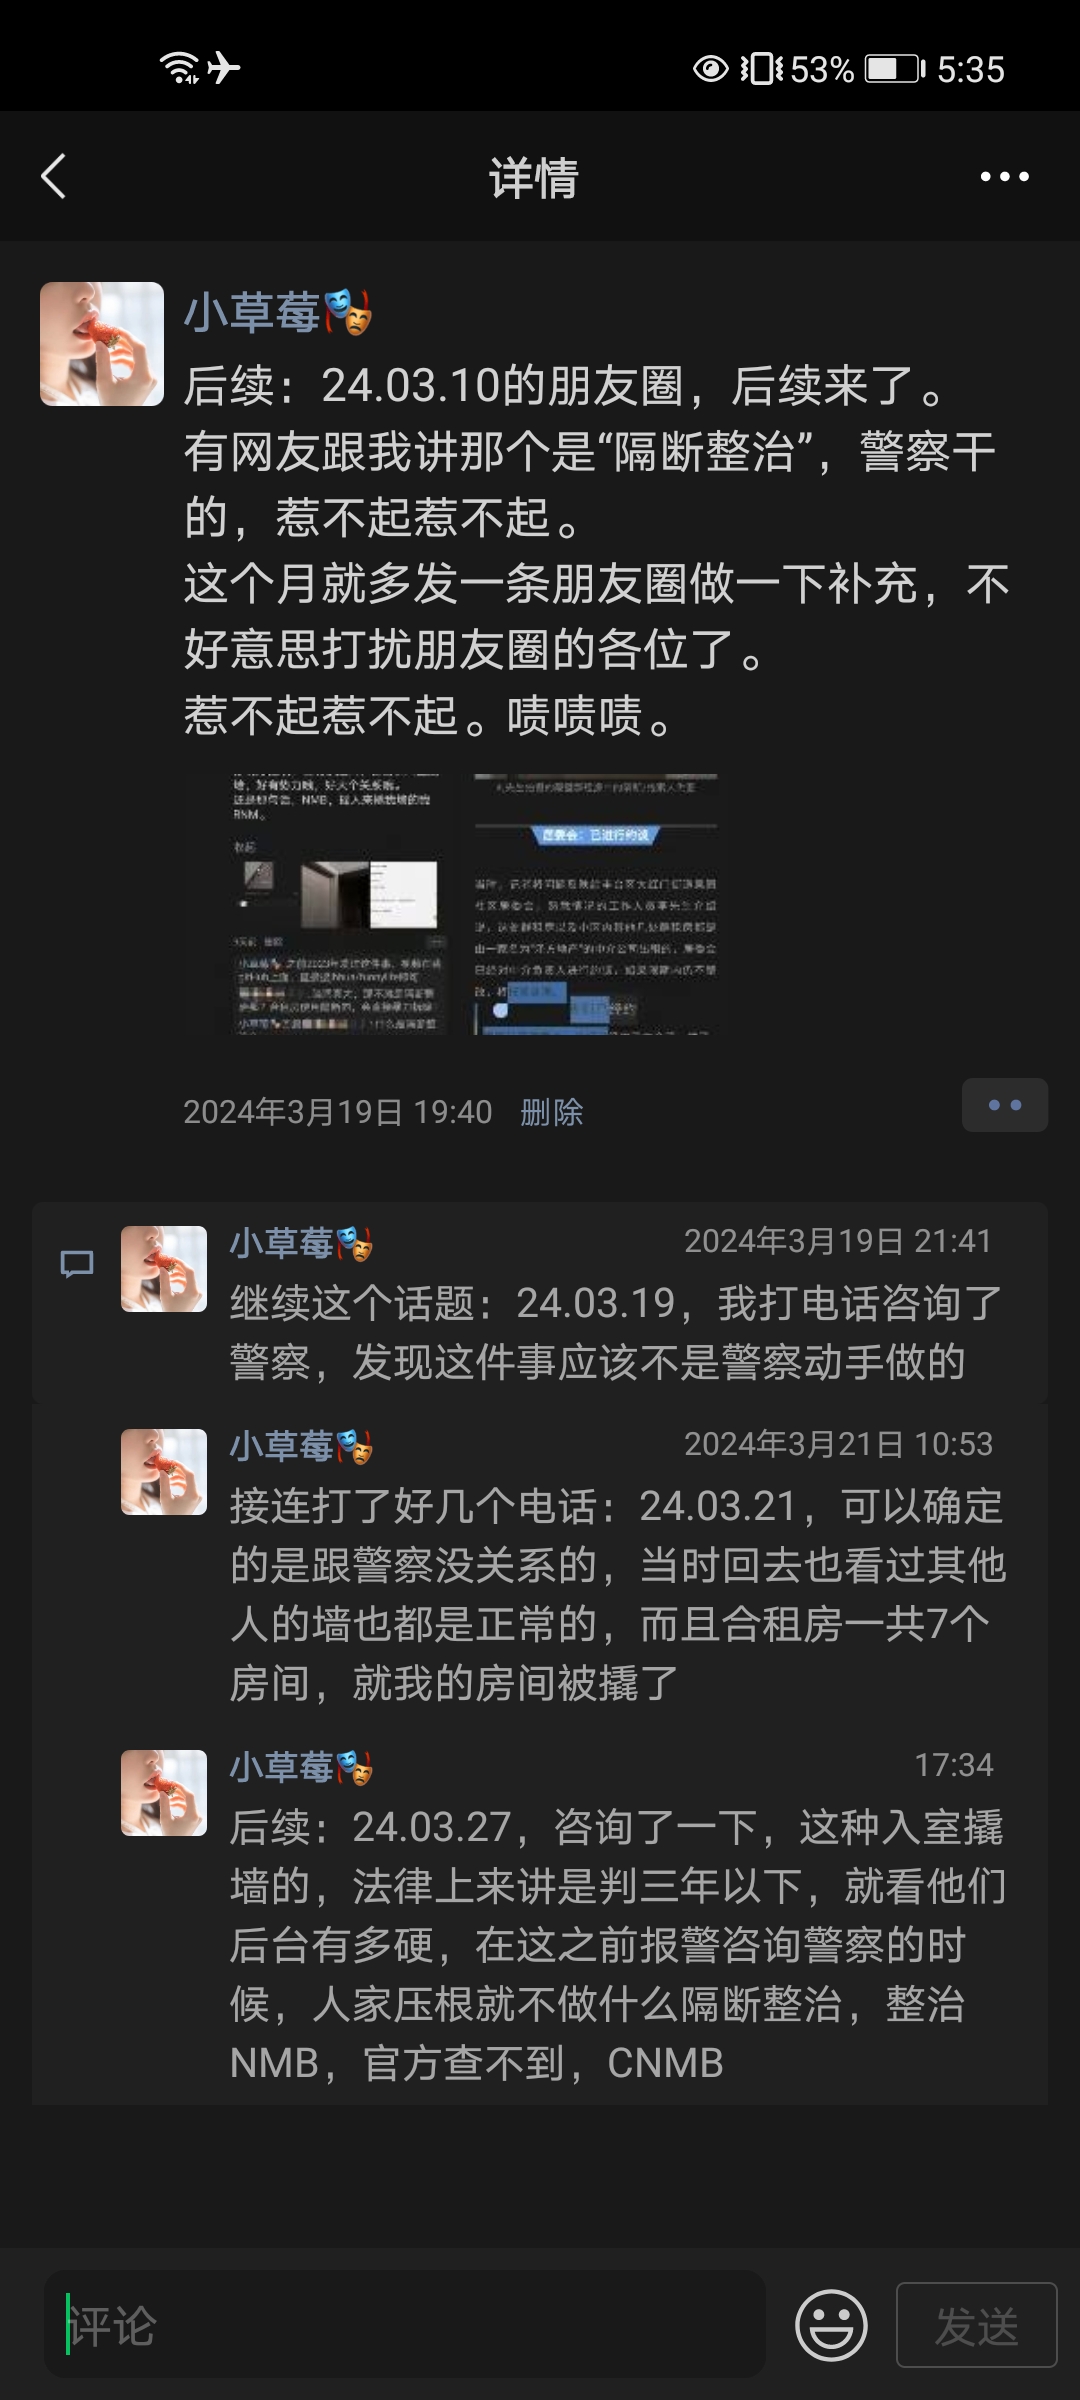 53% 5:35
详情
小草莓🎭
后续：24.03.10的朋友圈，后续来了。
有网友跟我讲那个是“隔断整治”，警察干
的，惹不起惹不起。
这个月就多发一条朋友圈做一下补充，不
好意思打扰朋友圈的各位了。
惹不起惹不起。啧啧啧。
收起
居委会：已进行约谈
2024年3月19日 19:40 删除
小草莓🎭 2024年3月19日 21:41
继续这个话题：24.03.19，我打电话咨询了
警察，发现这件事应该不是警察动手做的
小草莓🎭 2024年3月21日 10:53
接连打了好几个电话：24.03.21，可以确定
的是跟警察没关系的，当时回去也看过其他
人的墙也都是正常的，而且合租房一共7个
房间，就我的房间被撬了
小草莓🎭 17:34
后续：24.03.27，咨询了一下，这种入室撬
墙的，法律上来讲是判三年以下，就看他们
后台有多硬，在这之前报警咨询警察的时
候，人家压根就不做什么隔断整治，整治
NMB，官方查不到，CNMB
评论
发送